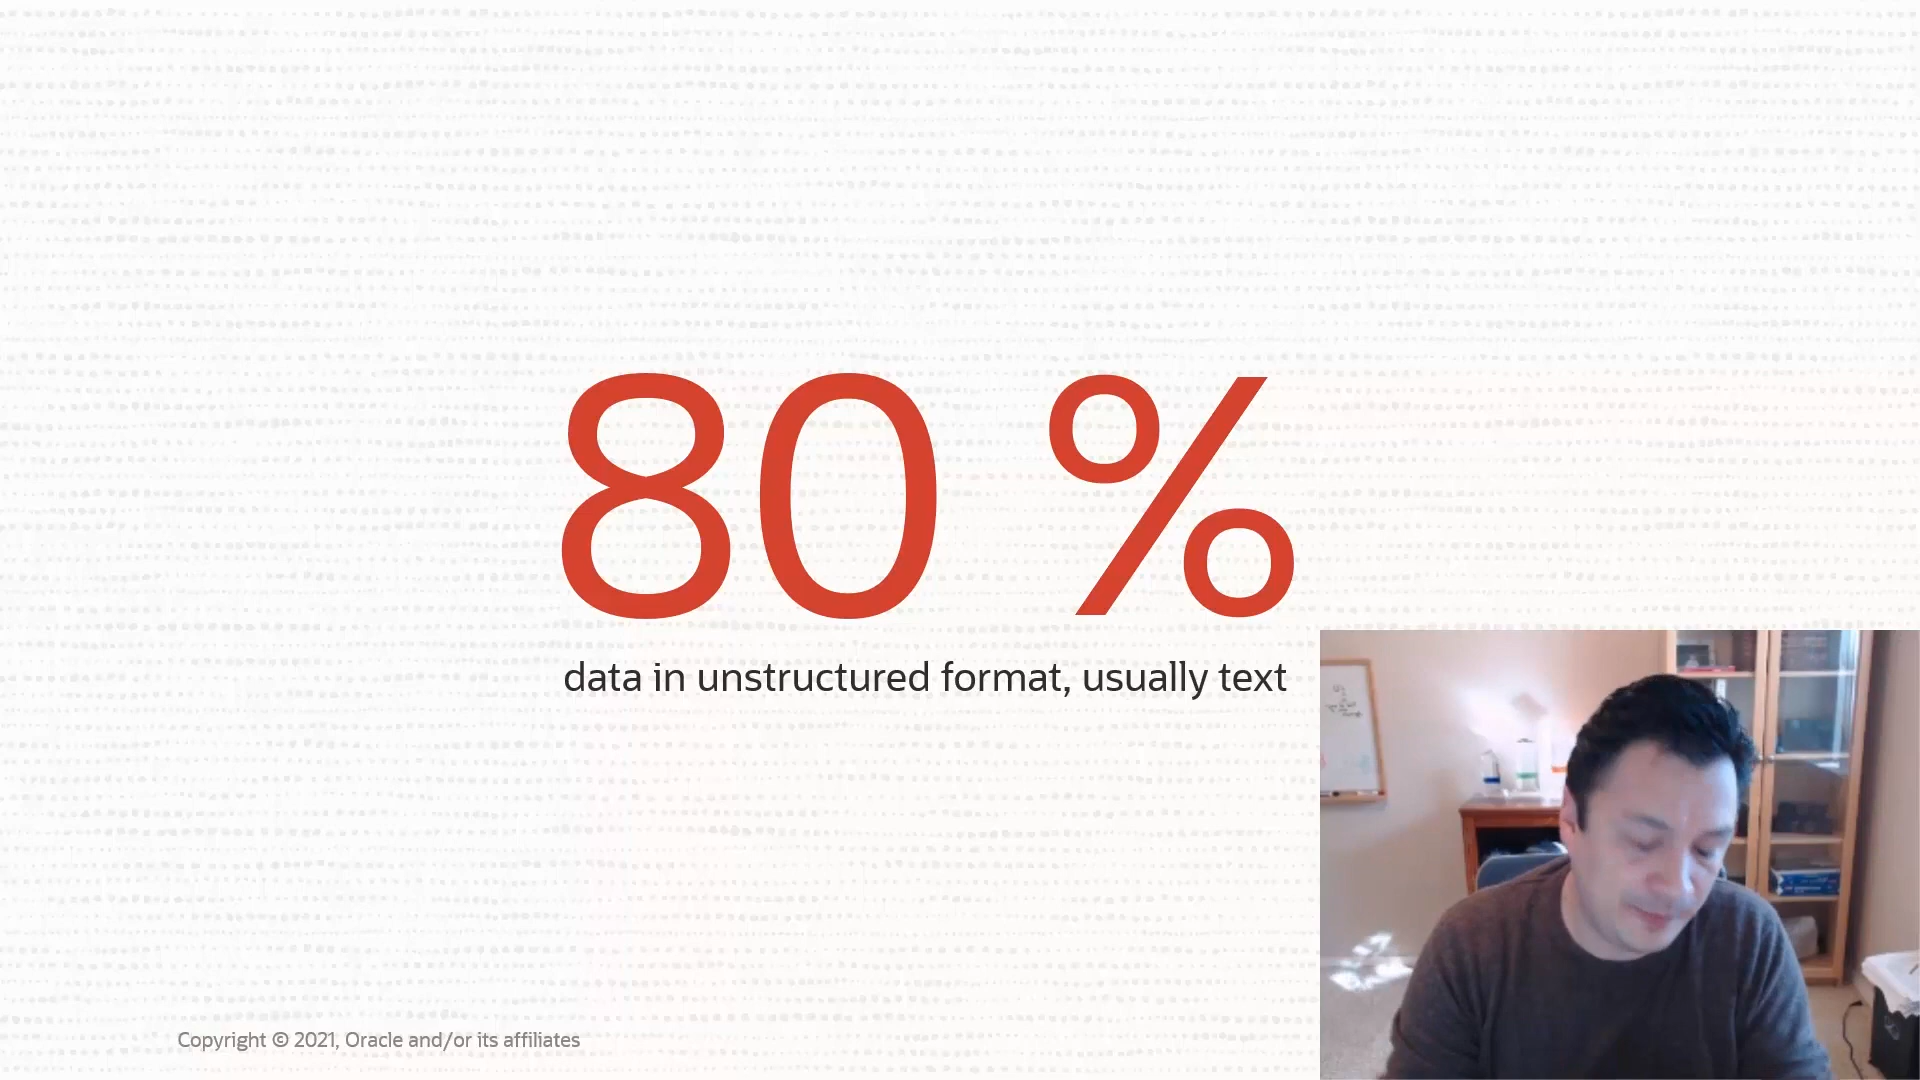 80 %
data in unstructured format, usually text
Copyright © 2021, Oracle and/or its affiliates